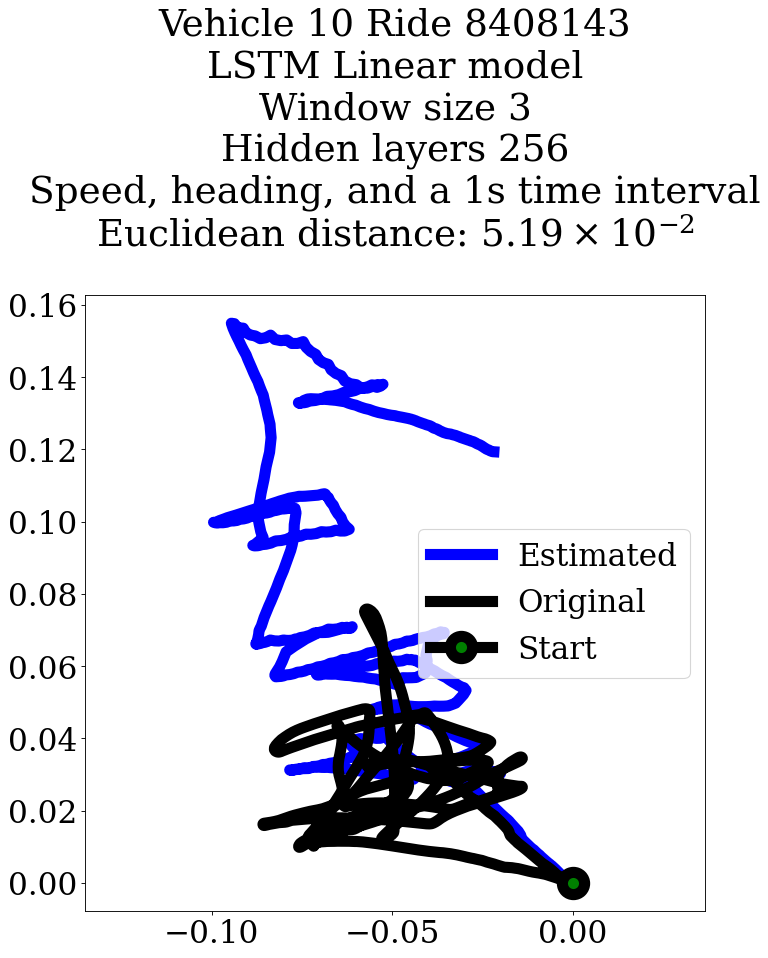 Vehicle 10 Ride 8408143
LSTM Linear model
Window size 3
Hidden layers 256
Speed, heading, and a 1s time interval
Euclidean distance: 5.19 × 10⁻²
0.16
0.14
0.12
0.10
0.08
0.06
0.04
0.02
0.00
Estimated
Original
Start
−0.10 −0.05 0.00